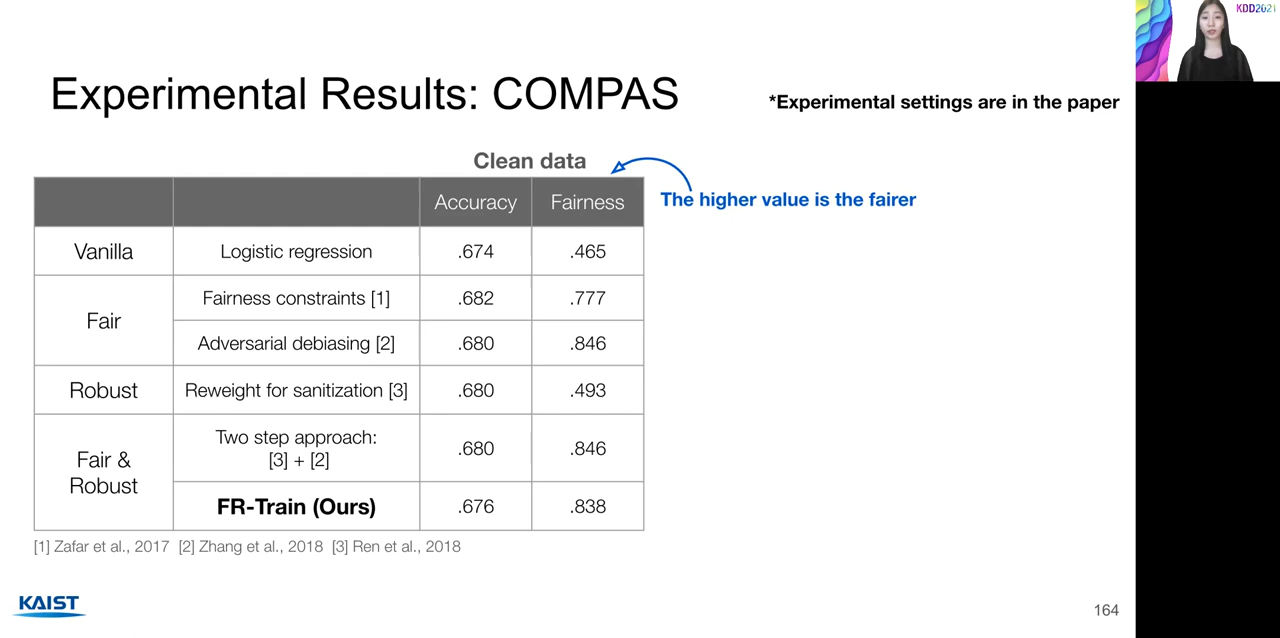 KDD2021
Experimental Results: COMPAS
*Experimental settings are in the paper
Clean data
The higher value is the fairer
Accuracy Fairness
Vanilla Logistic regression .674 .465
Fair
Fairness constraints [1] .682 .777
Adversarial debiasing [2] .680 .846
Robust Reweight for sanitization [3] .680 .493
Fair &
Robust
Two step approach:
[3] + [2]
.680 .846
FR-Train (Ours) .676 .838
[1] Zafar et al., 2017 [2] Zhang et al., 2018 [3] Ren et al., 2018
KAIST
164